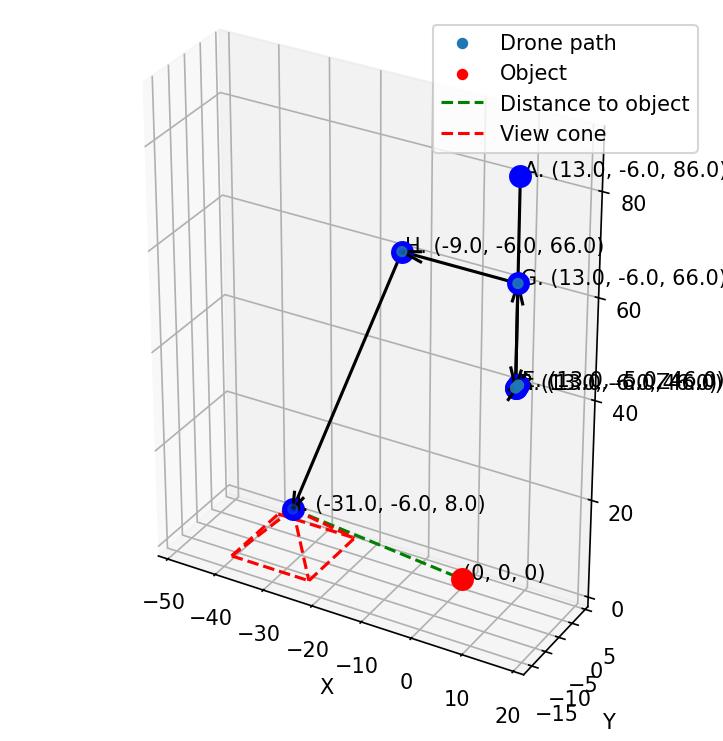 Drone path
Object
Distance to object
View cone
A. (13.0, -6.0, 86.0)
80
H. (-9.0, -6.0, 66.0)
G. (13.0, -6.0, 66.0)
60
40
(-31.0, -6.0, 8.0)
20
(0, 0, 0)
0
−50
−40
−30
−20
−10
0
10
20
X
5
0
−5
−10
−15
Y
Z